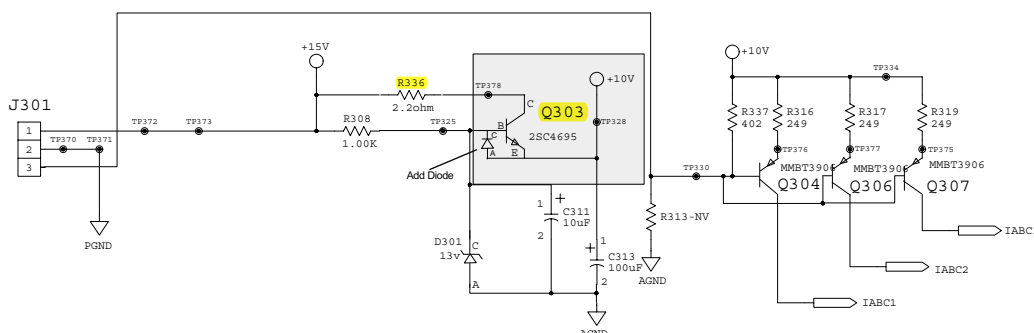 +15V
+10V
+10V
R336
TP378
TP334
J301
2.2ohm
C
Q303
R308
TP325
B
2SC4695
TP328
R337
402
R316
249
R317
249
R319
249
1
TP372
TP373
2
TP370
TP371
3
1.00K
C
A
E
Add Diode
TP330
TP376
TP377
TP375
MMBT3906
MMBT3906
MMBT3906
Q304
Q306
Q307
PGND
1
+
C311
10uF
2
R313-NV
D301
13v
C
A
1
+
C313
100uF
2
AGND
AGND
IABC2
IABC1